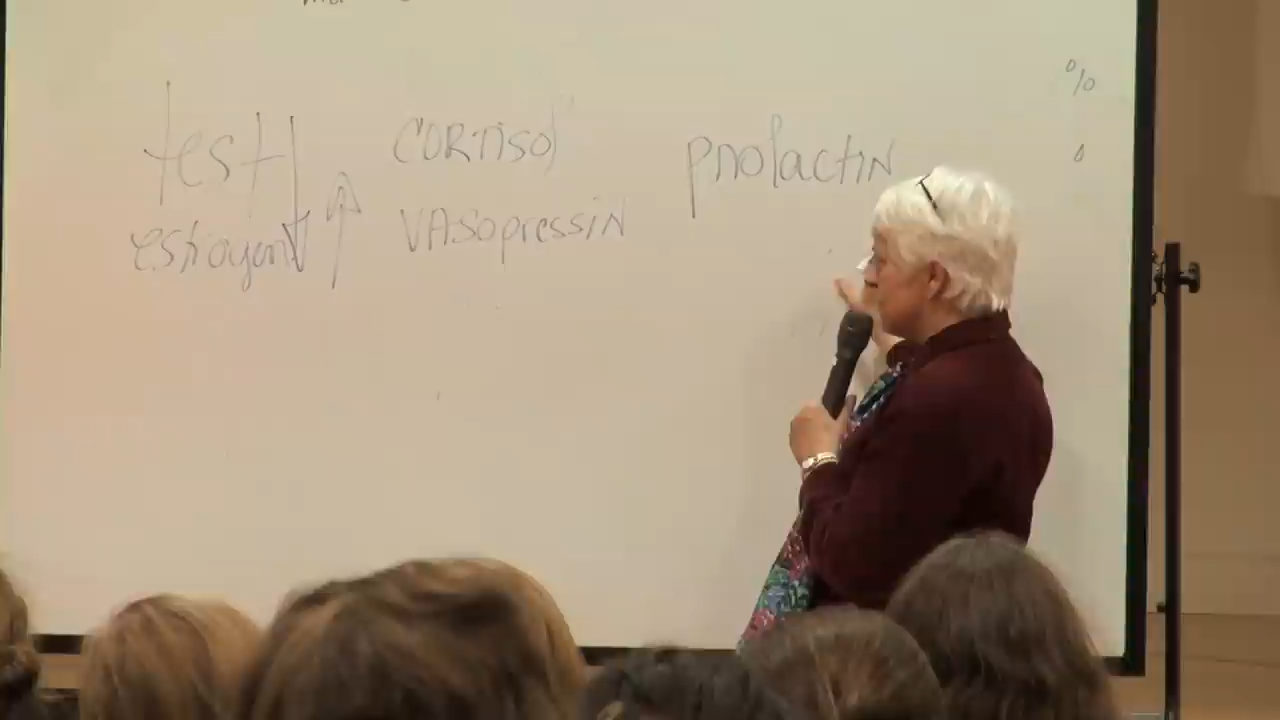 test ↓ CORTISOL prolactin
estrogen ↑ VASOpressin
%